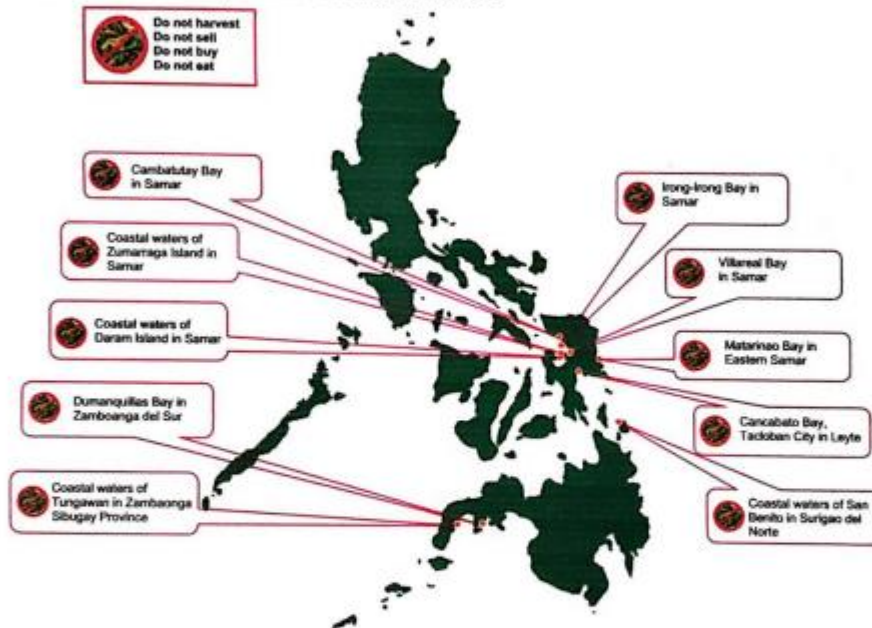 Do not harvest
Do not sell
Do not buy
Do not eat
Cambatutay Bay
in Samar
Coastal waters of
Zumarraga Island in
Samar
Coastal waters of
Daram Island in Samar
Dumanquillas Bay in
Zamboanga del Sur
Coastal waters of
Tungawan in Zambaonga
Sibugay Province
Irong-Irong Bay in
Samar
Villareal Bay
in Samar
Matarinao Bay in
Eastern Samar
Cancabato Bay,
Tacloban City in Leyte
Coastal waters of San
Benito in Surigao del
Norte